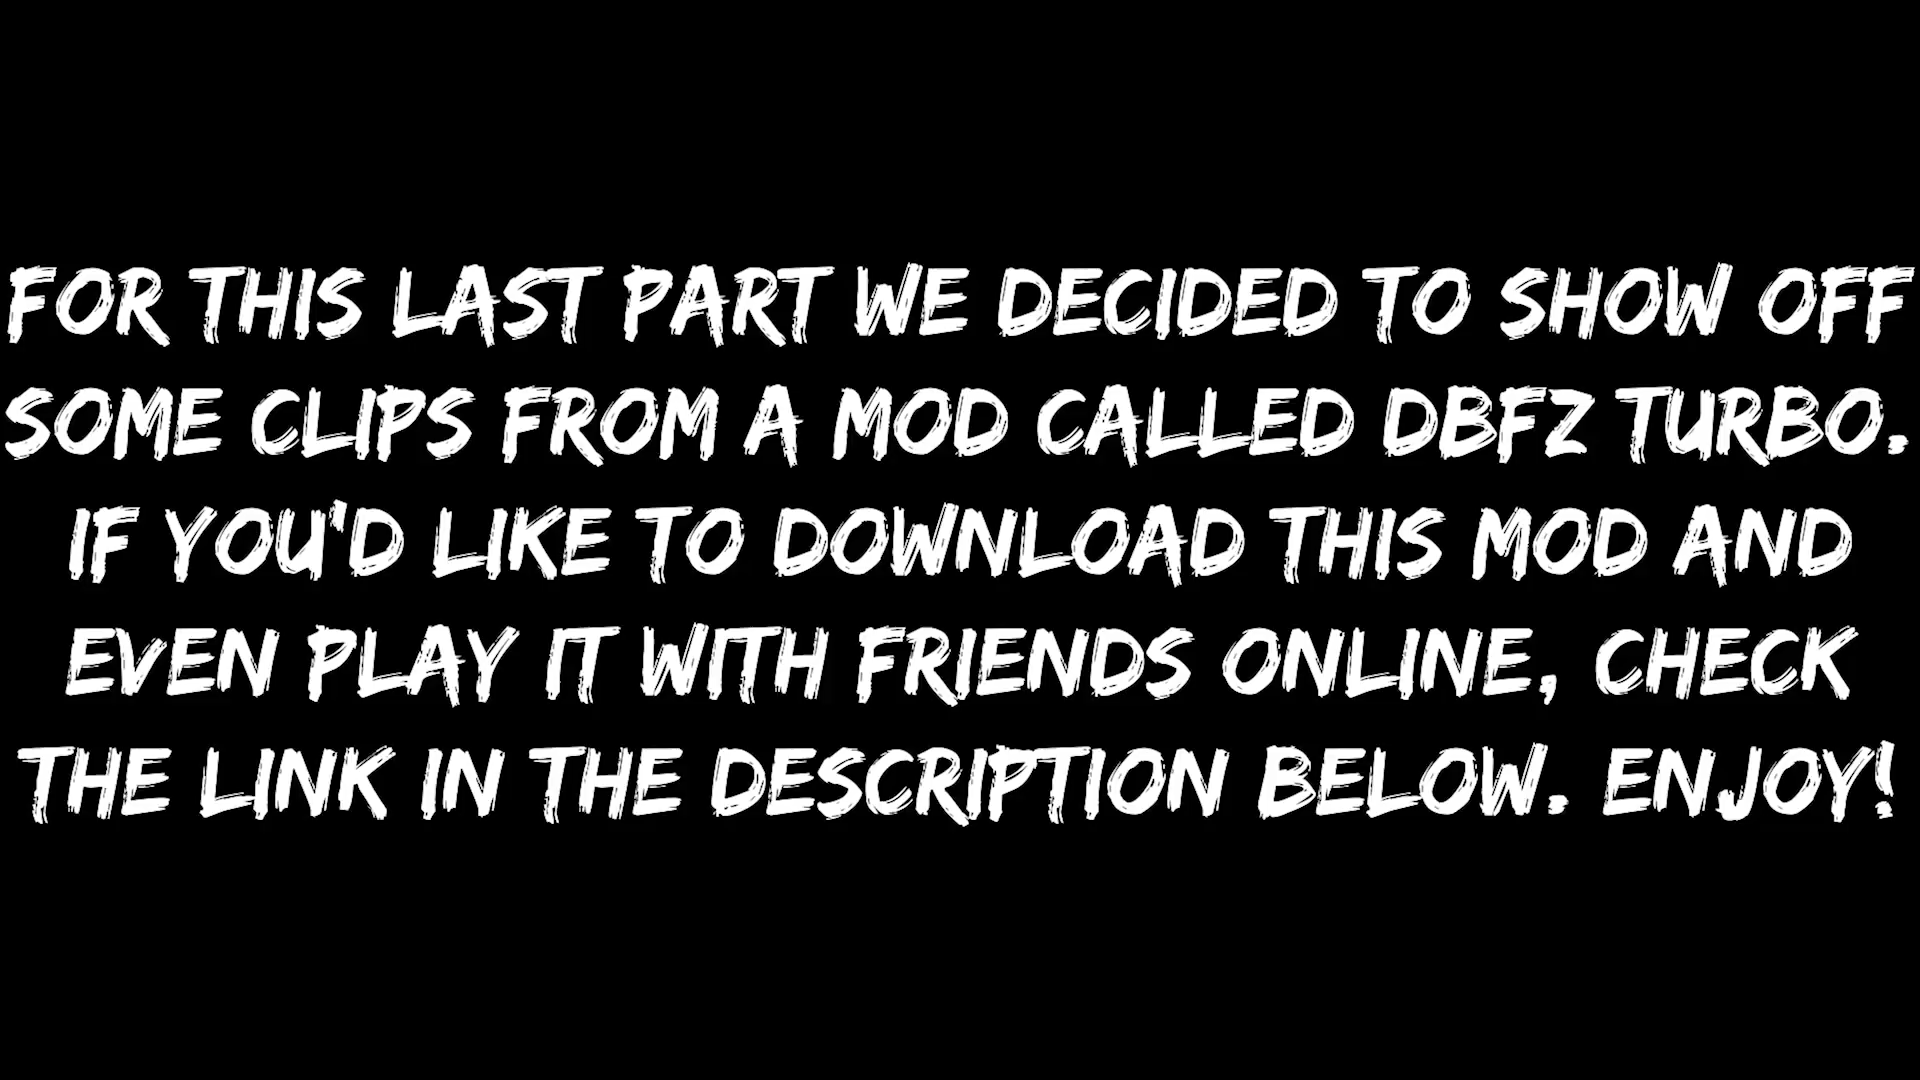 FOR THIS LAST PART WE DECIDED TO SHOW OFF
SOME CLIPS FROM A MOD CALLED DBFZ TURBO.
IF YOU'D LIKE TO DOWNLOAD THIS MOD AND
EVEN PLAY IT WITH FRIENDS ONLINE, CHECK
THE LINK IN THE DESCRIPTION BELOW. ENJOY!